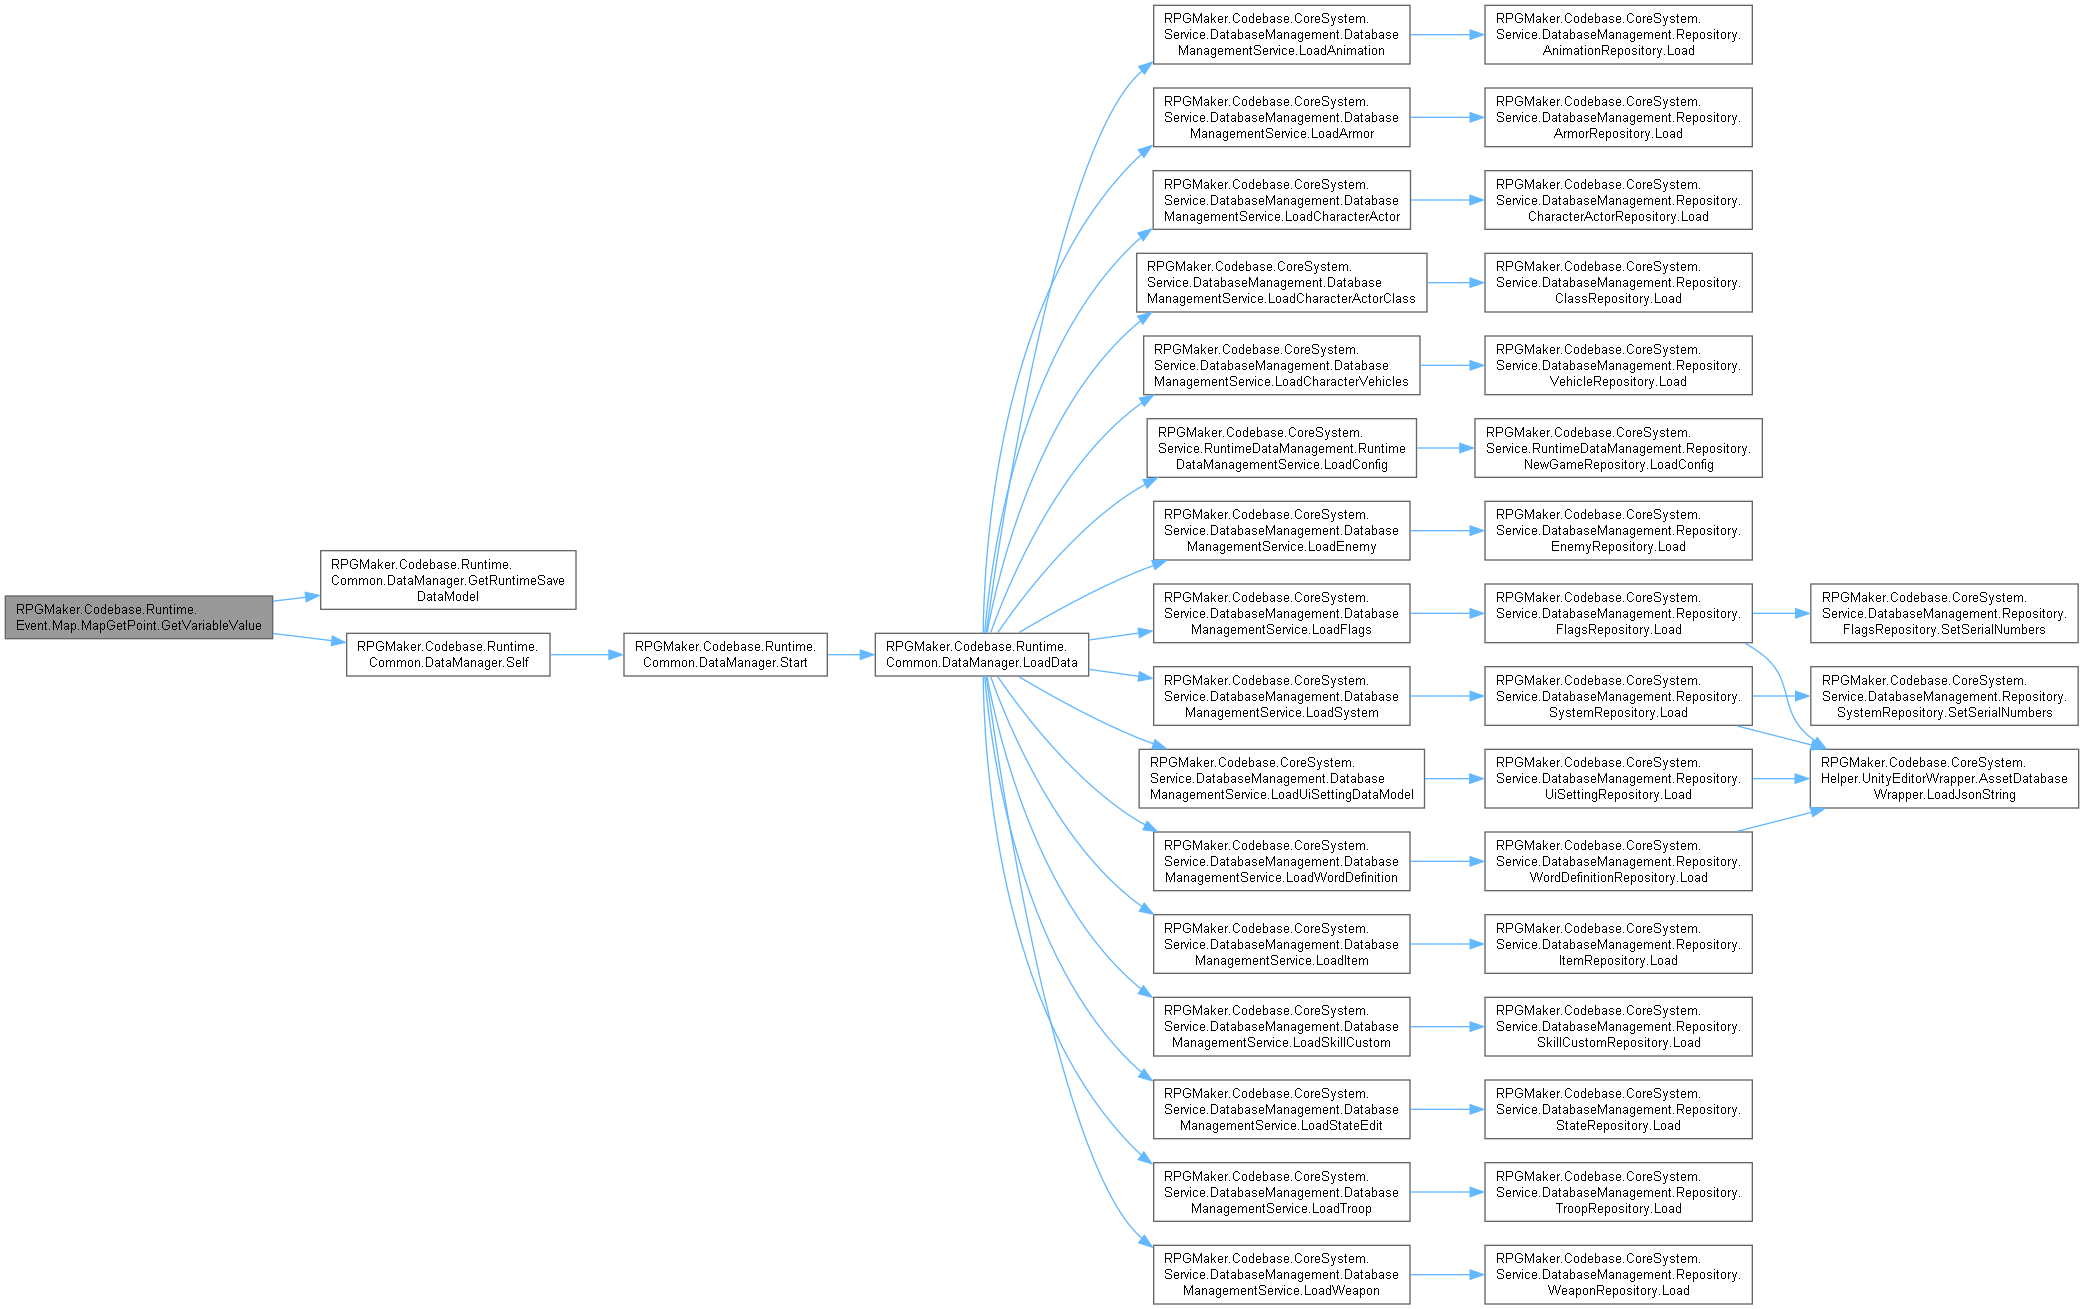 RPGMaker.Codebase.Runtime.
Event.Map.MapGetPoint.GetVariableValue
RPGMaker.Codebase.Runtime.
Common.DataManager.GetRuntimeSave
DataModel
RPGMaker.Codebase.Runtime.
Common.DataManager.Self
RPGMaker.Codebase.Runtime.
Common.DataManager.Start
RPGMaker.Codebase.Runtime.
Common.DataManager.LoadData
RPGMaker.Codebase.CoreSystem.
Service.DatabaseManagement.Database
ManagementService.LoadAnimation
RPGMaker.Codebase.CoreSystem.
Service.DatabaseManagement.Repository.
AnimationRepository.Load
RPGMaker.Codebase.CoreSystem.
Service.DatabaseManagement.Database
ManagementService.LoadArmor
RPGMaker.Codebase.CoreSystem.
Service.DatabaseManagement.Repository.
ArmorRepository.Load
RPGMaker.Codebase.CoreSystem.
Service.DatabaseManagement.Database
ManagementService.LoadCharacterActor
RPGMaker.Codebase.CoreSystem.
Service.DatabaseManagement.Repository.
CharacterActorRepository.Load
RPGMaker.Codebase.CoreSystem.
Service.DatabaseManagement.Database
ManagementService.LoadCharacterActorClass
RPGMaker.Codebase.CoreSystem.
Service.DatabaseManagement.Repository.
ClassRepository.Load
RPGMaker.Codebase.CoreSystem.
Service.DatabaseManagement.Database
ManagementService.LoadCharacterVehicles
RPGMaker.Codebase.CoreSystem.
Service.DatabaseManagement.Repository.
VehicleRepository.Load
RPGMaker.Codebase.CoreSystem.
Service.RuntimeDataManagement.Runtime
DataManagementService.LoadConfig
RPGMaker.Codebase.CoreSystem.
Service.RuntimeDataManagement.Repository.
NewGameRepository.LoadConfig
RPGMaker.Codebase.CoreSystem.
Service.DatabaseManagement.Database
ManagementService.LoadEnemy
RPGMaker.Codebase.CoreSystem.
Service.DatabaseManagement.Repository.
EnemyRepository.Load
RPGMaker.Codebase.CoreSystem.
Service.DatabaseManagement.Database
ManagementService.LoadFlags
RPGMaker.Codebase.CoreSystem.
Service.DatabaseManagement.Repository.
FlagsRepository.Load
RPGMaker.Codebase.CoreSystem.
Service.DatabaseManagement.Repository.
FlagsRepository.SetSerialNumbers
RPGMaker.Codebase.CoreSystem.
Service.DatabaseManagement.Database
ManagementService.LoadSystem
RPGMaker.Codebase.CoreSystem.
Service.DatabaseManagement.Repository.
SystemRepository.Load
RPGMaker.Codebase.CoreSystem.
Service.DatabaseManagement.Repository.
SystemRepository.SetSerialNumbers
RPGMaker.Codebase.CoreSystem.
Service.DatabaseManagement.Database
ManagementService.LoadUiSettingDataModel
RPGMaker.Codebase.CoreSystem.
Service.DatabaseManagement.Repository.
UiSettingRepository.Load
RPGMaker.Codebase.CoreSystem.
Helper.UnityEditorWrapper.AssetDatabase
Wrapper.LoadJsonString
RPGMaker.Codebase.CoreSystem.
Service.DatabaseManagement.Database
ManagementService.LoadWordDefinition
RPGMaker.Codebase.CoreSystem.
Service.DatabaseManagement.Repository.
WordDefinitionRepository.Load
RPGMaker.Codebase.CoreSystem.
Service.DatabaseManagement.Database
ManagementService.LoadItem
RPGMaker.Codebase.CoreSystem.
Service.DatabaseManagement.Repository.
ItemRepository.Load
RPGMaker.Codebase.CoreSystem.
Service.DatabaseManagement.Database
ManagementService.LoadSkillCustom
RPGMaker.Codebase.CoreSystem.
Service.DatabaseManagement.Repository.
SkillCustomRepository.Load
RPGMaker.Codebase.CoreSystem.
Service.DatabaseManagement.Database
ManagementService.LoadStateEdit
RPGMaker.Codebase.CoreSystem.
Service.DatabaseManagement.Repository.
StateRepository.Load
RPGMaker.Codebase.CoreSystem.
Service.DatabaseManagement.Database
ManagementService.LoadTroop
RPGMaker.Codebase.CoreSystem.
Service.DatabaseManagement.Repository.
TroopRepository.Load
RPGMaker.Codebase.CoreSystem.
Service.DatabaseManagement.Database
ManagementService.LoadWeapon
RPGMaker.Codebase.CoreSystem.
Service.DatabaseManagement.Repository.
WeaponRepository.Load